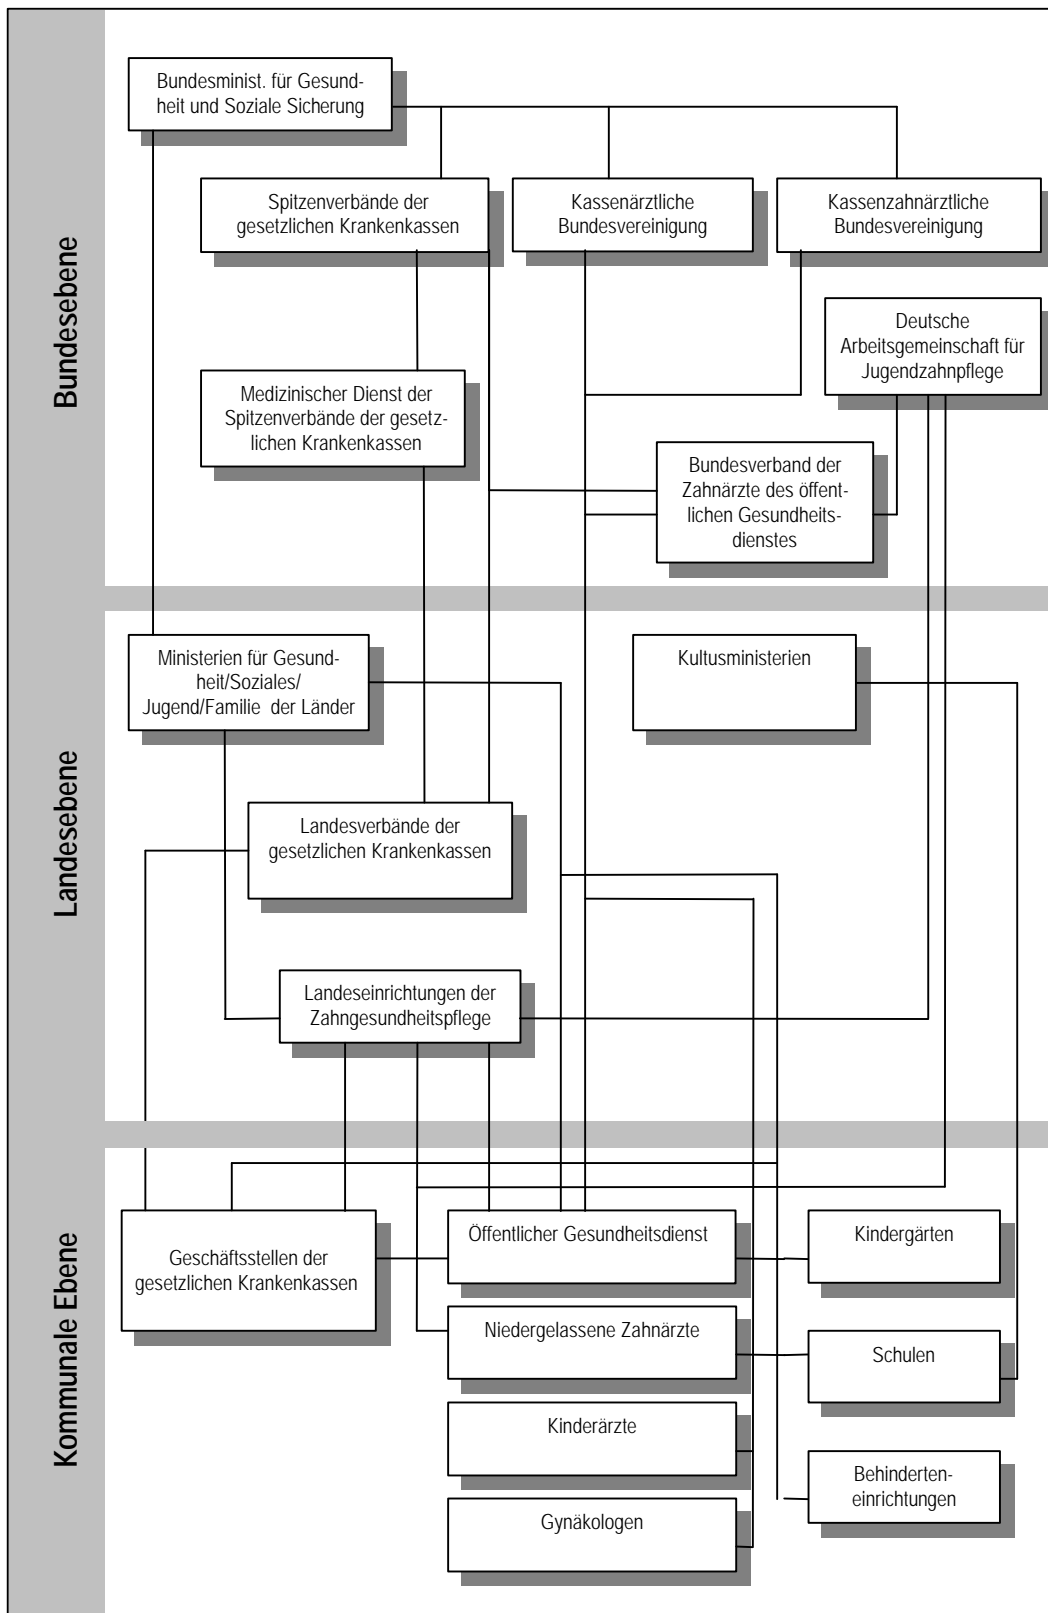 Bundesebene
Bundesminist. für Gesund-
heit und Soziale Sicherung
Spitzenverbände der
gesetzlichen Krankenkassen
Kassenärztliche
Bundesvereinigung
Kassenzahnärztliche
Bundesvereinigung
Deutsche
Arbeitsgemeinschaft für
Jugendzahnpflege
Medizinischer Dienst der
Spitzenverbände der gesetz-
lichen Krankenkassen
Bundesverband der
Zahnärzte des öffent-
lichen Gesundheits-
dienstes
Landesebene
Ministerien für Gesund-
heit/Soziales/
Jugend/Familie der Länder
Kultusministerien
Landesverbände der
gesetzlichen Krankenkassen
Landeseinrichtungen der
Zahngesundheitspflege
Kommunale Ebene
Geschäftsstellen der
gesetzlichen Krankenkassen
Öffentlicher Gesundheitsdienst
Kindergärten
Niedergelassene Zahnärzte
Schulen
Kinderärzte
Behinderten-
einrichtungen
Gynäkologen